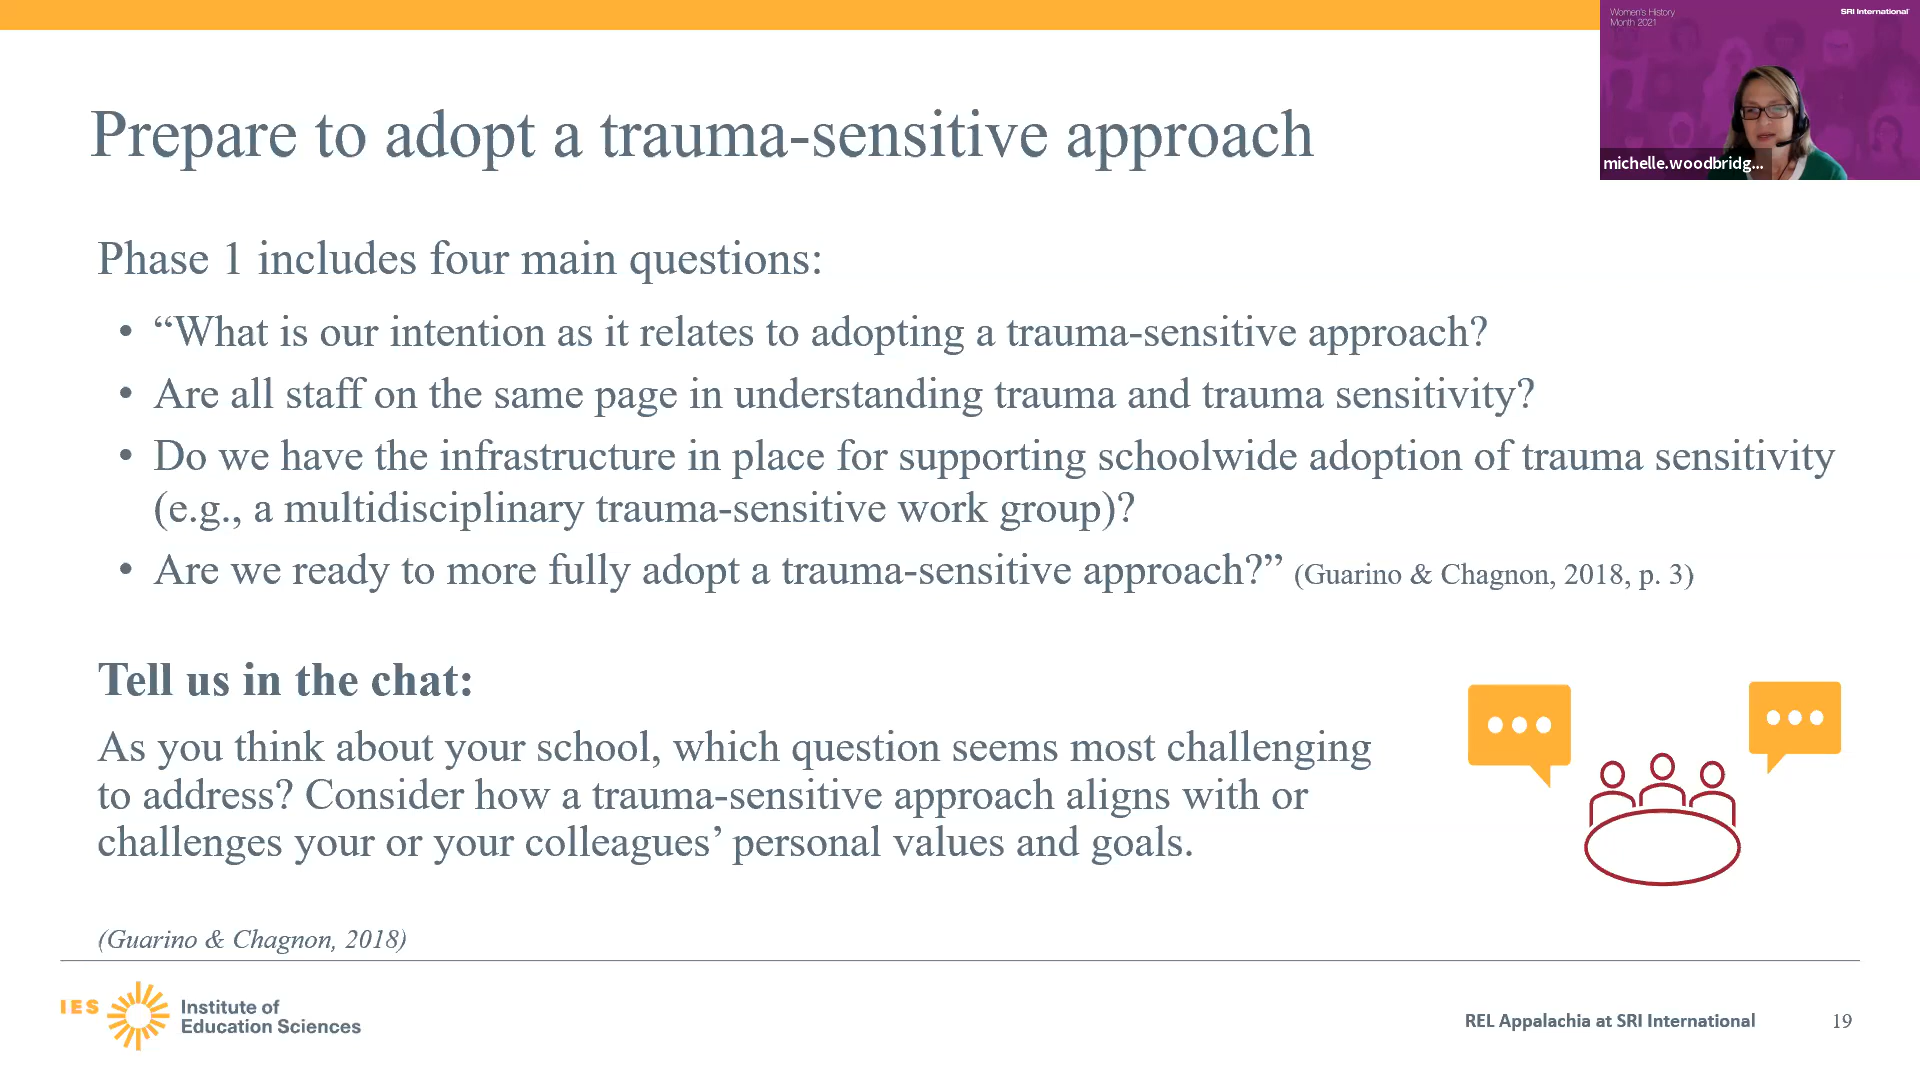 Women's History
Month 2021
SRI International
michelle.woodbridg...
Prepare to adopt a trauma-sensitive approach
Phase 1 includes four main questions:
• “What is our intention as it relates to adopting a trauma-sensitive approach?
• Are all staff on the same page in understanding trauma and trauma sensitivity?
• Do we have the infrastructure in place for supporting schoolwide adoption of trauma sensitivity
(e.g., a multidisciplinary trauma-sensitive work group)?
• Are we ready to more fully adopt a trauma-sensitive approach?” (Guarino & Chagnon, 2018, p. 3)
Tell us in the chat:
As you think about your school, which question seems most challenging
to address? Consider how a trauma-sensitive approach aligns with or
challenges your or your colleagues’ personal values and goals.
(Guarino & Chagnon, 2018)
IES
Institute of
Education Sciences
REL Appalachia at SRI International
19